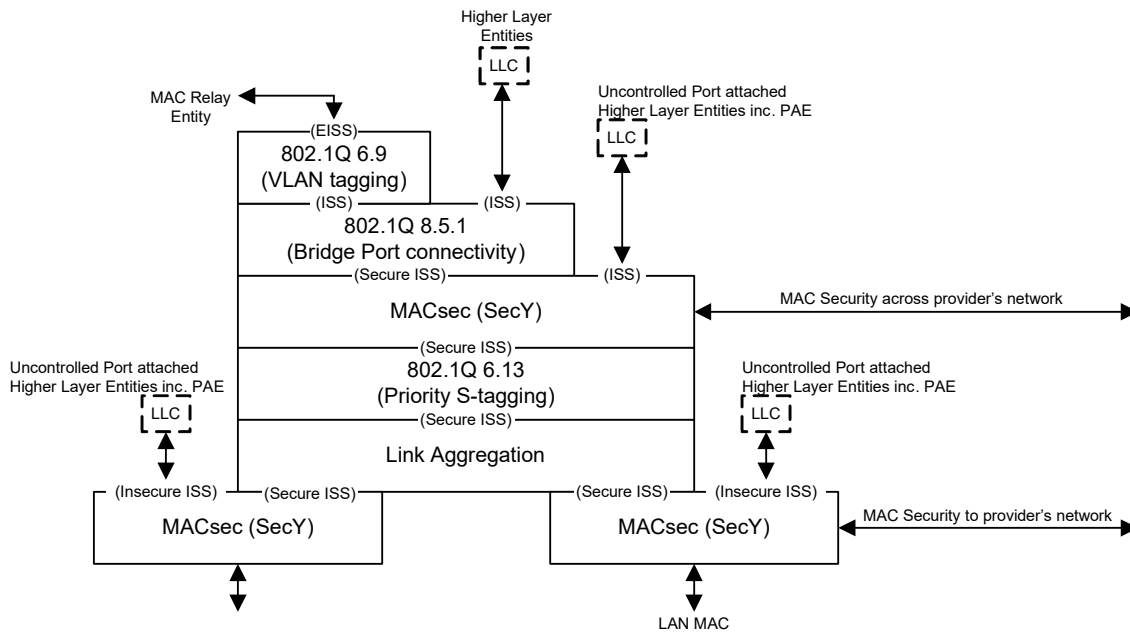 Higher Layer
Entities
LLC
MAC Relay
Entity
Uncontrolled Port attached
Higher Layer Entities inc. PAE
LLC
(EISS)
802.1Q 6.9
(VLAN tagging)
(ISS)
(ISS)
802.1Q 8.5.1
(Bridge Port connectivity)
(Secure ISS)
(ISS)
MACsec (SecY)
MAC Security across provider's network
(Secure ISS)
Uncontrolled Port attached
Higher Layer Entities inc. PAE
LLC
802.1Q 6.13
(Priority S-tagging)
Uncontrolled Port attached
Higher Layer Entities inc. PAE
LLC
(Secure ISS)
Link Aggregation
(Insecure ISS)
(Secure ISS)
(Secure ISS)
(Insecure ISS)
MACsec (SecY)
MACsec (SecY)
MAC Security to provider's network
LAN MAC